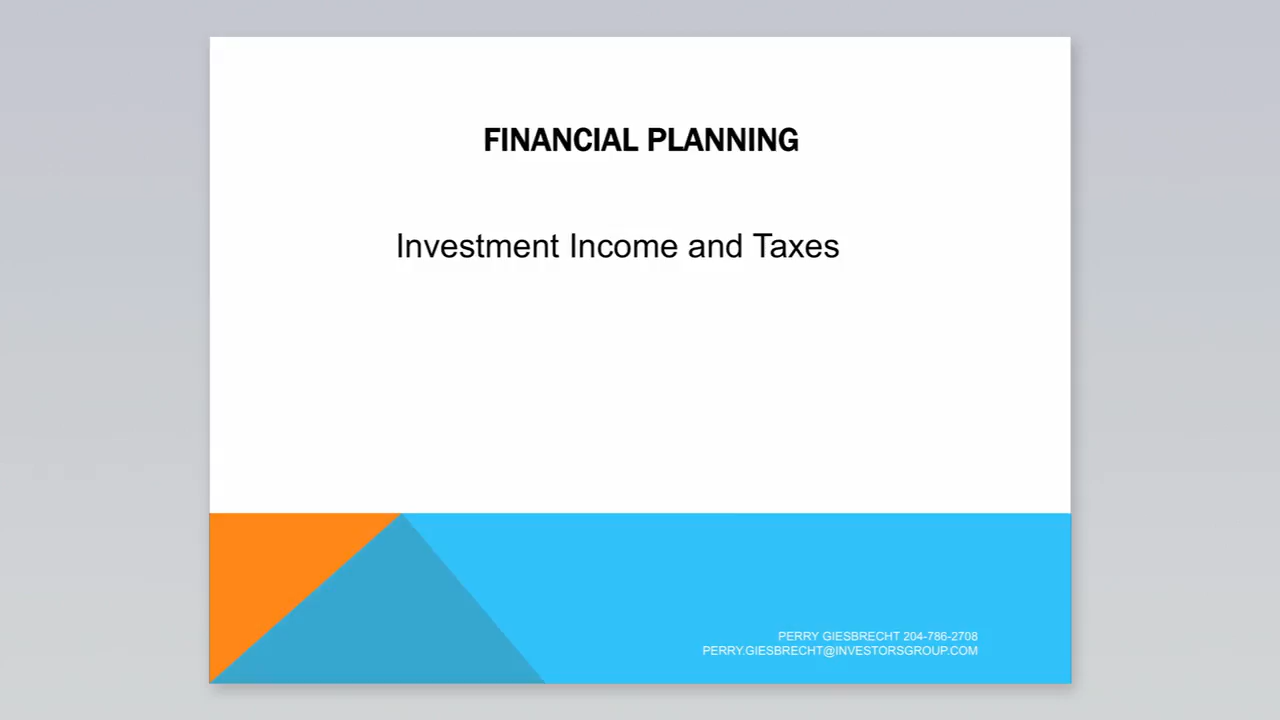 FINANCIAL PLANNING
Investment Income and Taxes
PERRY GIESBRECHT 204-786-2708
PERRY.GIESBRECHT@INVESTORSGROUP.COM